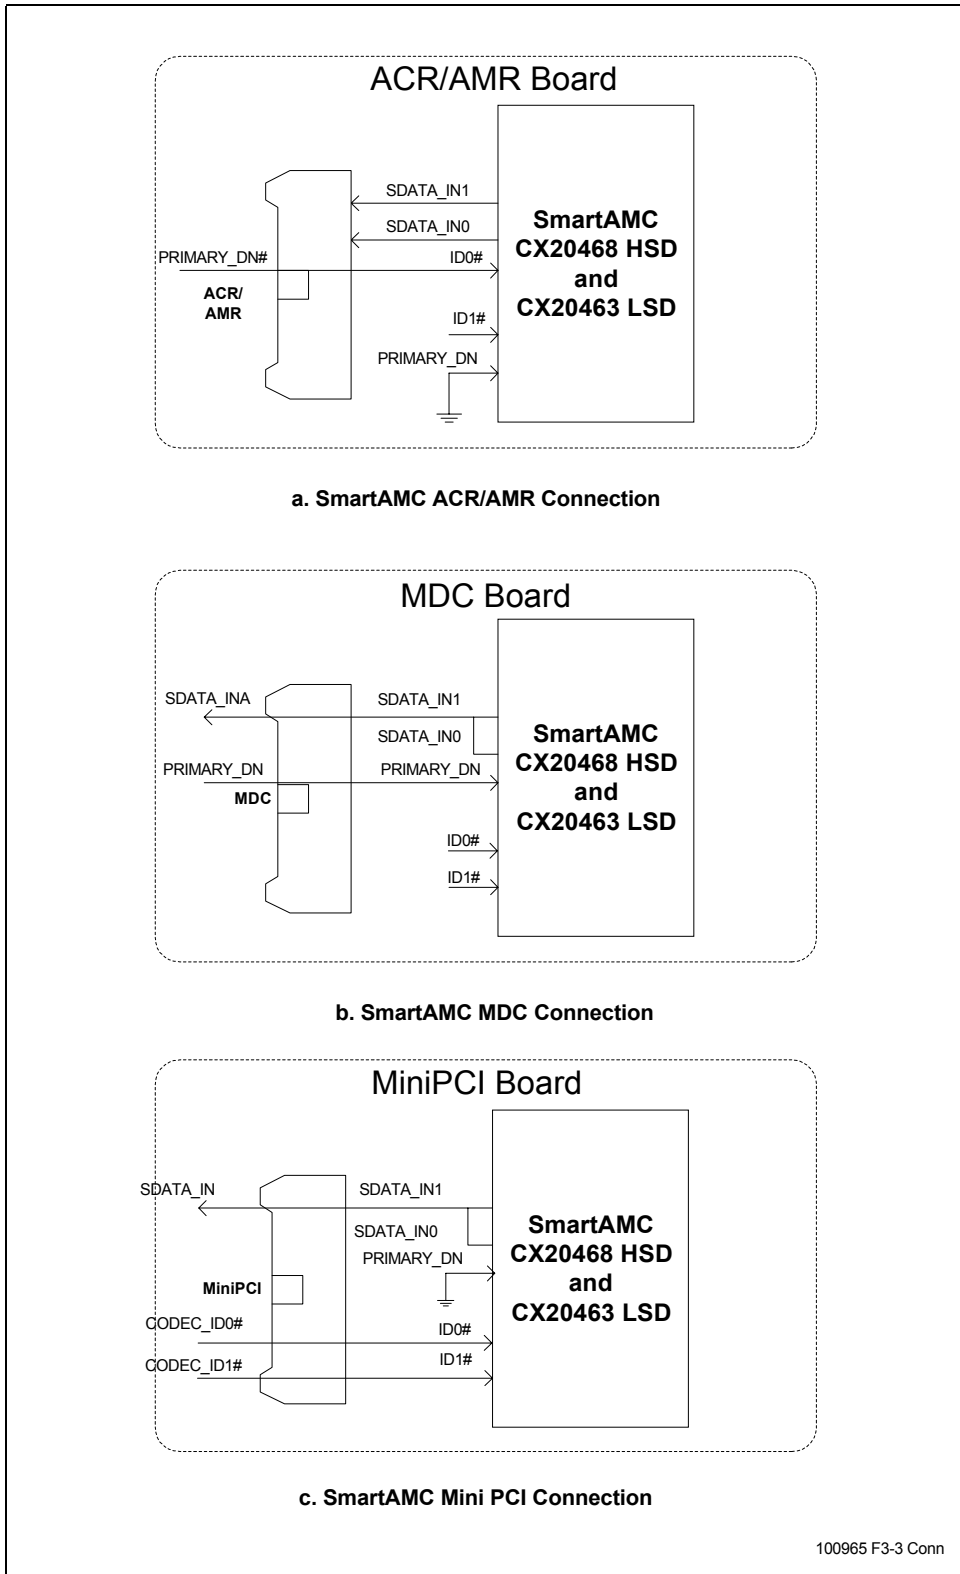 ACR/AMR Board
SDATA_IN1
SDATA_IN0
PRIMARY_DN#
ID0#
ACR/
AMR
ID1#
PRIMARY_DN
SmartAMC
CX20468 HSD
and
CX20463 LSD
a. SmartAMC ACR/AMR Connection
MDC Board
SDATA_INA
SDATA_IN1
SDATA_IN0
PRIMARY_DN
PRIMARY_DN
MDC
ID0#
ID1#
SmartAMC
CX20468 HSD
and
CX20463 LSD
b. SmartAMC MDC Connection
MiniPCI Board
SDATA_IN
SDATA_IN1
SDATA_IN0
PRIMARY_DN
MiniPCI
CODEC_ID0#
ID0#
CODEC_ID1#
ID1#
SmartAMC
CX20468 HSD
and
CX20463 LSD
c. SmartAMC Mini PCI Connection
100965 F3-3 Conn